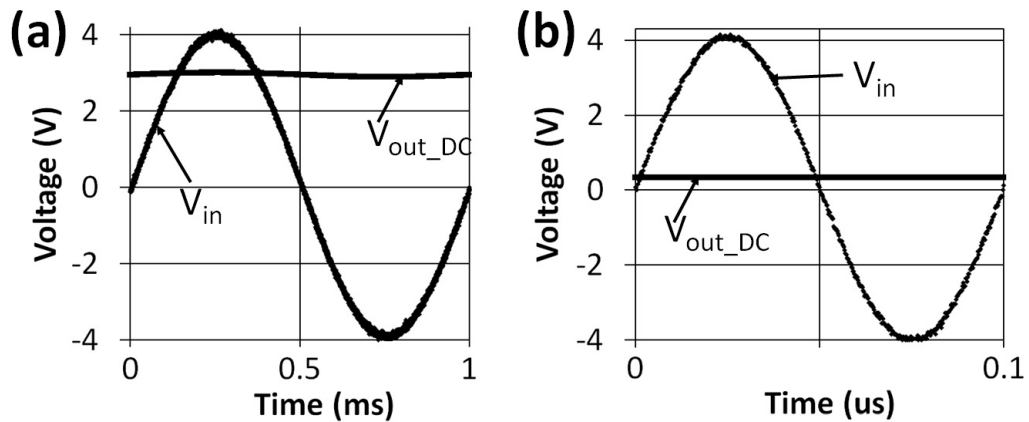 (a)
Voltage (V)
4
2
0
-2
-4
V_in
V_out_DC
0
0.5
1
Time (ms)
(b)
Voltage (V)
4
2
0
-2
-4
V_in
V_out_DC
0
0.1
Time (us)